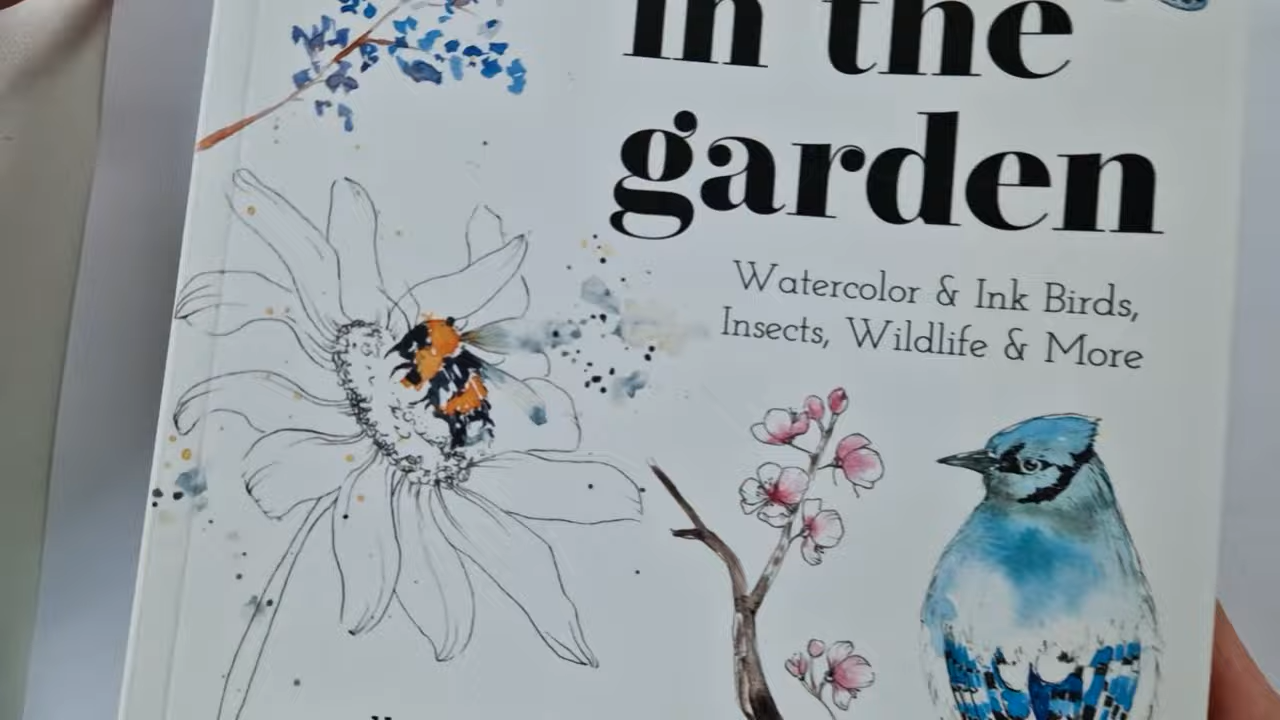 in the
garden
Watercolor & Ink Birds,
Insects, Wildlife & More